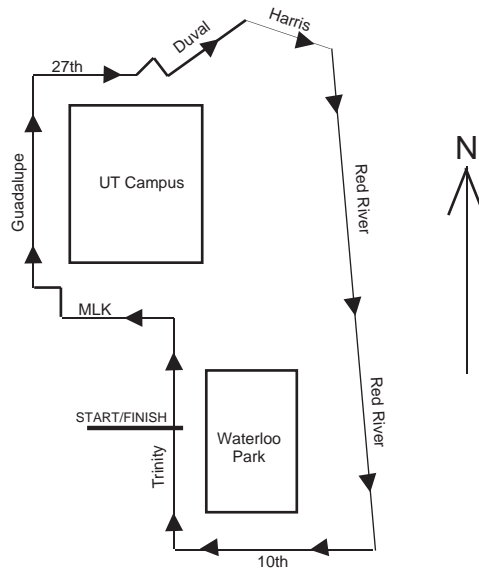 Harris
Duval
27th
N
UT Campus
Guadalupe
Red River
MLK
Red River
START/FINISH
Waterloo
Park
Trinity
10th